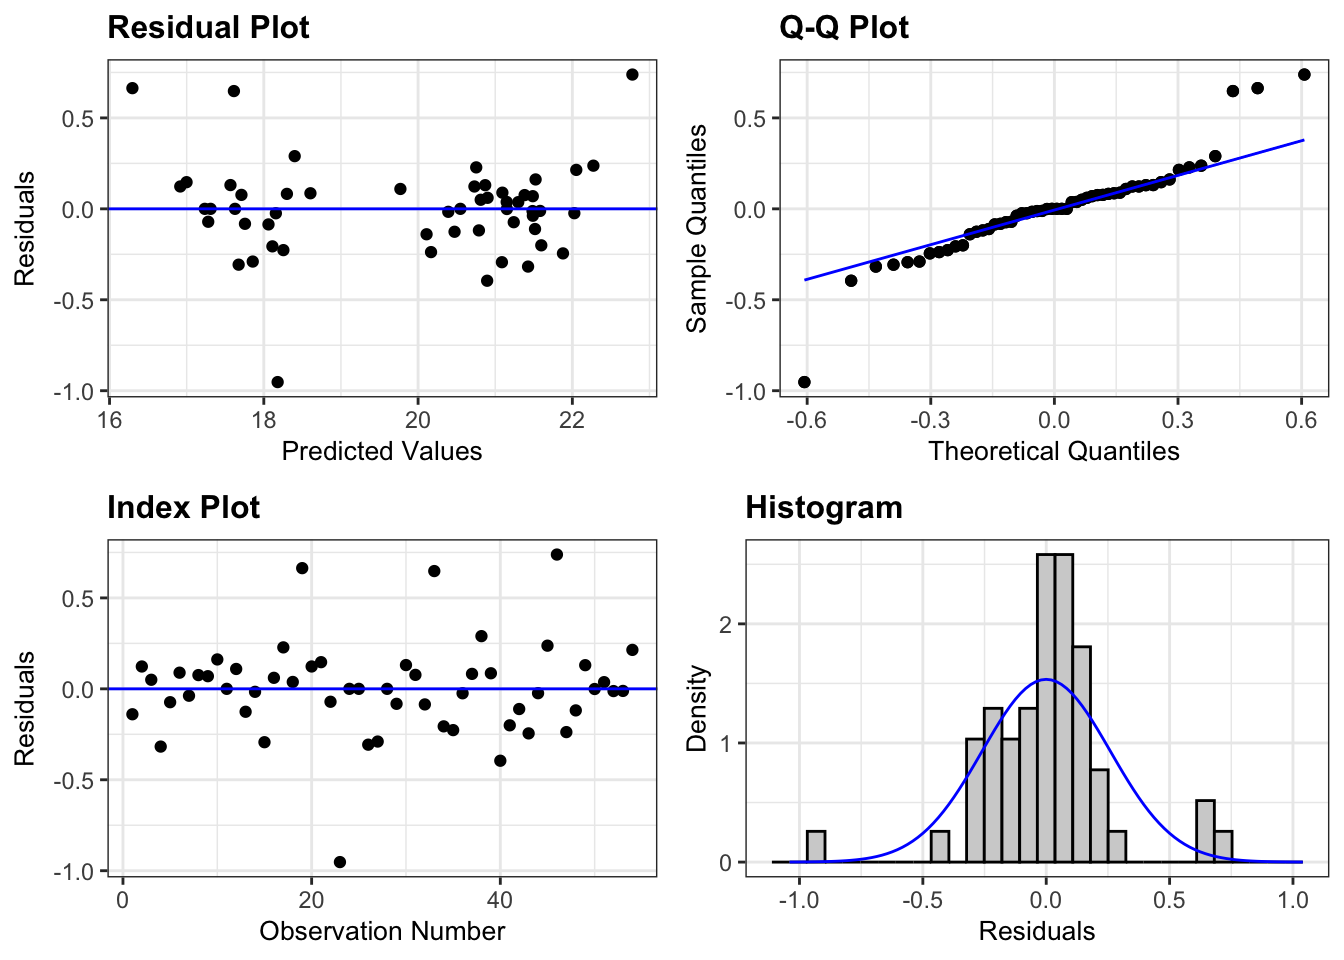 Residual Plot
Residuals
0.5
0.0
-0.5
-1.0
16 18 20 22
Predicted Values
Q-Q Plot
Sample Quantiles
0.5
0.0
-0.5
-1.0
-0.6 -0.3 0.0 0.3 0.6
Theoretical Quantiles
Index Plot
Residuals
0.5
0.0
-0.5
-1.0
0 20 40
Observation Number
Histogram
Density
2
1
0
-1.0 -0.5 0.0 0.5 1.0
Residuals